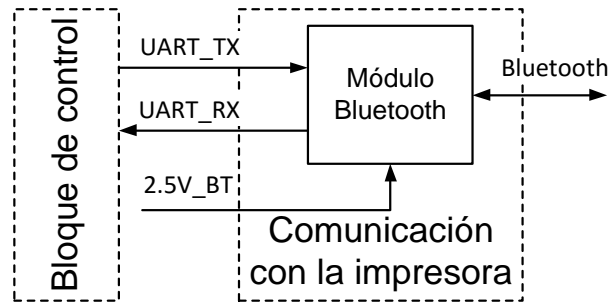 Bloque de control
UART_TX
UART_RX
2.5V_BT
Módulo
Bluetooth
Bluetooth
Comunicación
con la impresora